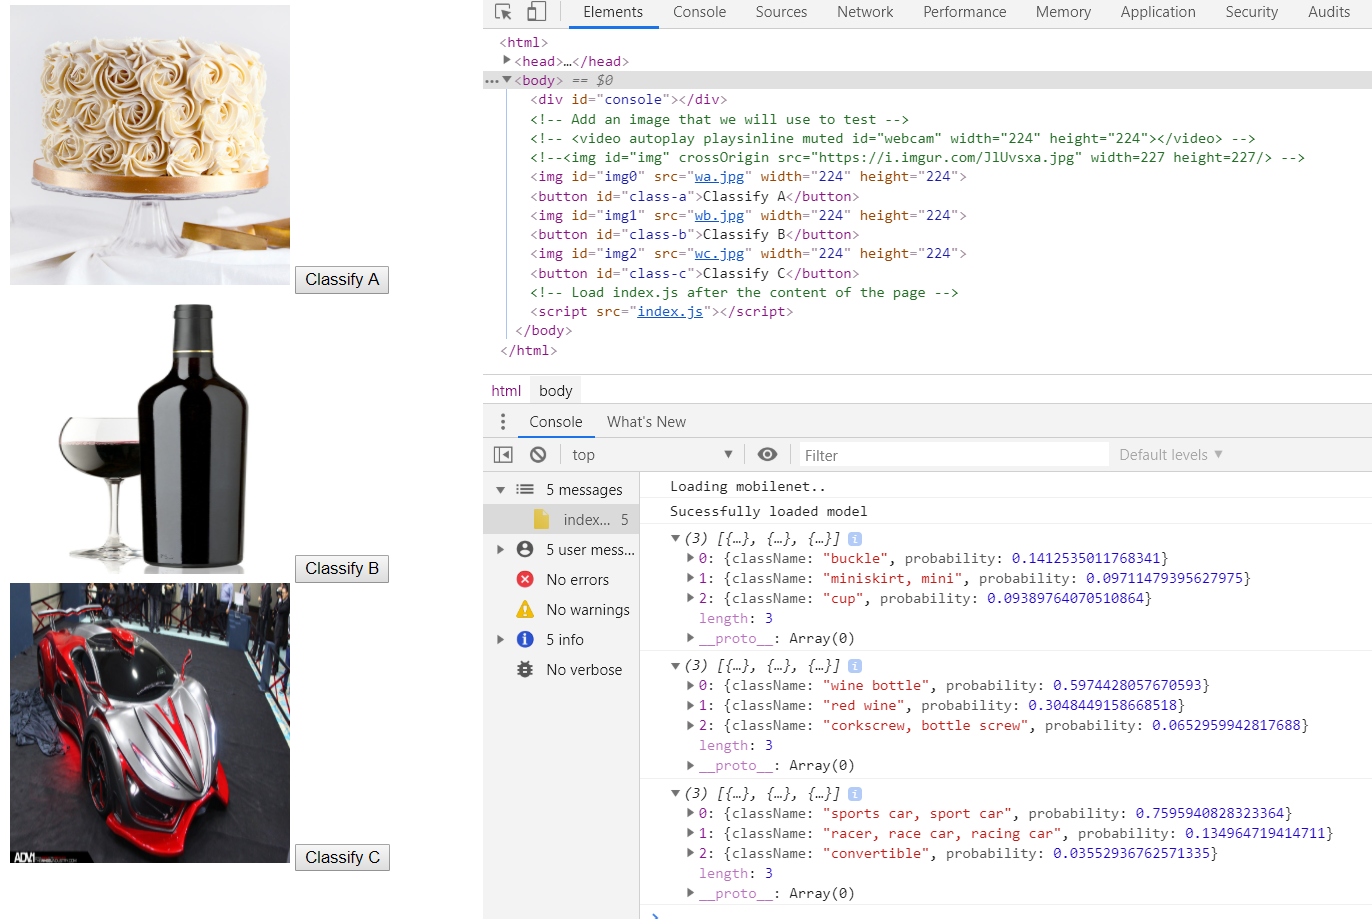 Classify A
Classify B
ADVI
Classify C
Elements Console Sources Network Performance Memory Application Security Audits
<html>
<head>…</head>
<body> == $0
<div id="console"></div>
<!-- Add an image that we will use to test -->
<!-- <video autoplay playsinline muted id="webcam" width="224" height="224"></video> -->
<!--<img id="img" crossOrigin src="https://i.imgur.com/JlUvsxa.jpg" width=227 height=227/> -->
<img id="img0" src="wa.jpg" width="224" height="224">
<button id="class-a">Classify A</button>
<img id="img1" src="wb.jpg" width="224" height="224">
<button id="class-b">Classify B</button>
<img id="img2" src="wc.jpg" width="224" height="224">
<button id="class-c">Classify C</button>
<!-- Load index.js after the content of the page -->
<script src="index.js"></script>
</body>
</html>
html body
Console What's New
top Filter Default levels
5 messages
index... 5
5 user mess...
No errors
No warnings
5 info
No verbose
Loading mobilenet..
Sucessfully loaded model
(3) [{…}, {…}, {…}]
0: {className: "buckle", probability: 0.1412535011768341}
1: {className: "miniskirt, mini", probability: 0.09711479395627975}
2: {className: "cup", probability: 0.09389764070510864}
length: 3
__proto__: Array(0)
(3) [{…}, {…}, {…}]
0: {className: "wine bottle", probability: 0.5974428057670593}
1: {className: "red wine", probability: 0.3048449158668518}
2: {className: "corkscrew, bottle screw", probability: 0.0652959942817688}
length: 3
__proto__: Array(0)
(3) [{…}, {…}, {…}]
0: {className: "sports car, sport car", probability: 0.7595940828323364}
1: {className: "racer, race car, racing car", probability: 0.134964719414711}
2: {className: "convertible", probability: 0.03552936762571335}
length: 3
__proto__: Array(0)